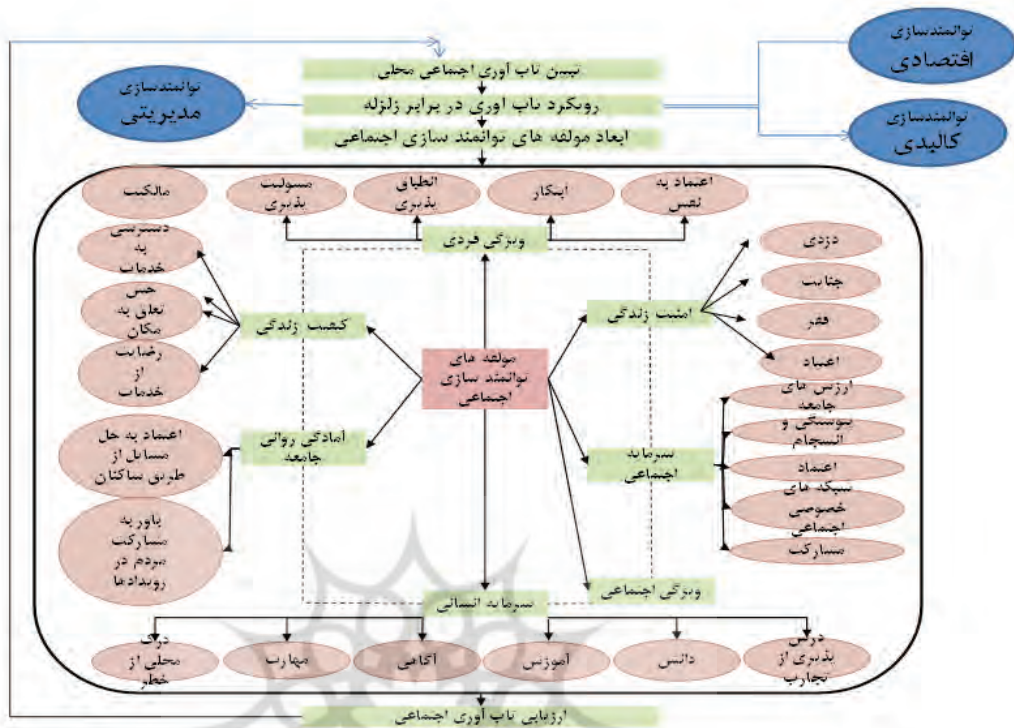 توانمندسازی
اقتصادی
تبین تاب آوری اجتماعی محلی
توانمندسازی
مدیریتی
رویکرد تاب آوری در برابر زلزله
توانمندسازی
کالبدی
ابعاد مولفه های توانمند سازی اجتماعی
اعتماد به
نفس
ابتکار
انطباق
پذیری
مسولیت
پذیری
مالکیت
ویژگی فردی
دزدی
جنایت
فقر
اعتیاد
امنیت زندگی
دسترسی
به
خدمات
حس
تعلق به
مکان
رضایت
از
خدمات
کیفیت زندگی
مولفه های
توانمند سازی
اجتماعی
ارزش های
جامعه
پیوستگی و
انسجام
اعتماد
شبکه های
خصوصی
اجتماعی
مشارکت
سرمایه
اجتماعی
آمادگی روانی
جامعه
اعتماد به حل
مسایل از
طریق ساکنان
باور به
مشارکت
مردم در
رویدادها
ویژگی اجتماعی
سرمایه انسانی
درس
پذیری از
تجارب
دانش
آموزش
آگاهی
مهارت
درک
محلی از
خطر
ارزیابی تاب آوری اجتماعی